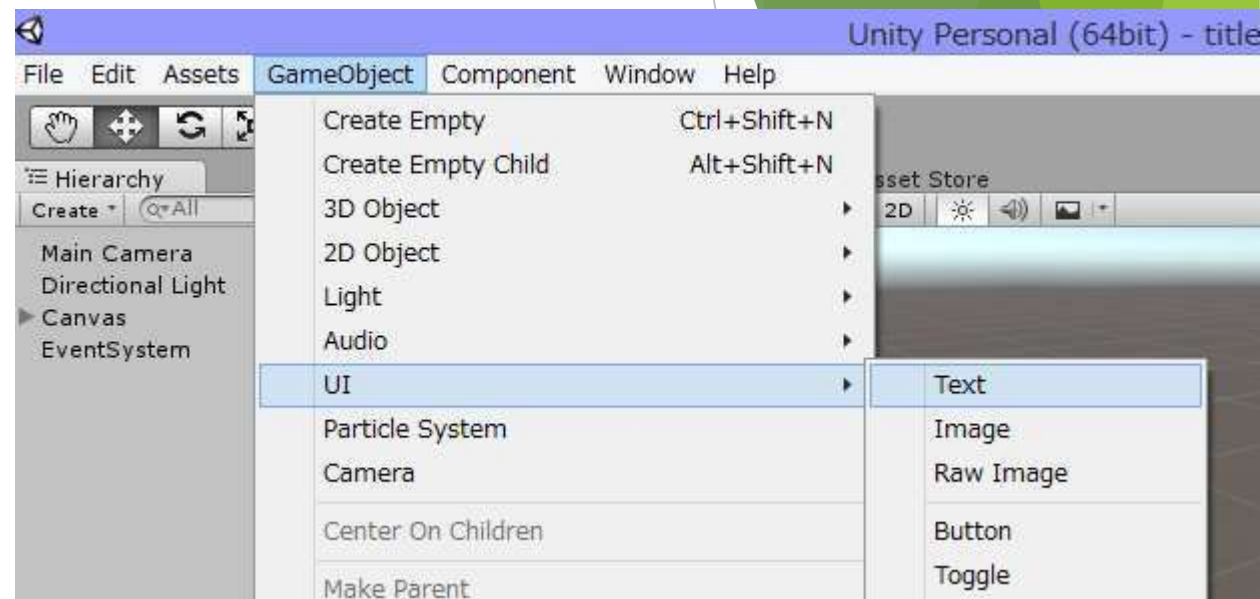 Unity Personal (64bit) - title
File Edit Assets GameObject Component Window Help
Create Empty Ctrl+Shift+N
Create Empty Child Alt+Shift+N
3D Object
2D Object
Light
Audio
UI
Particle System
Camera
Center On Children
Make Parent
Hierarchy
Create All
Main Camera
Directional Light
Canvas
EventSystem
sset Store
2D
Text
Image
Raw Image
Button
Toggle